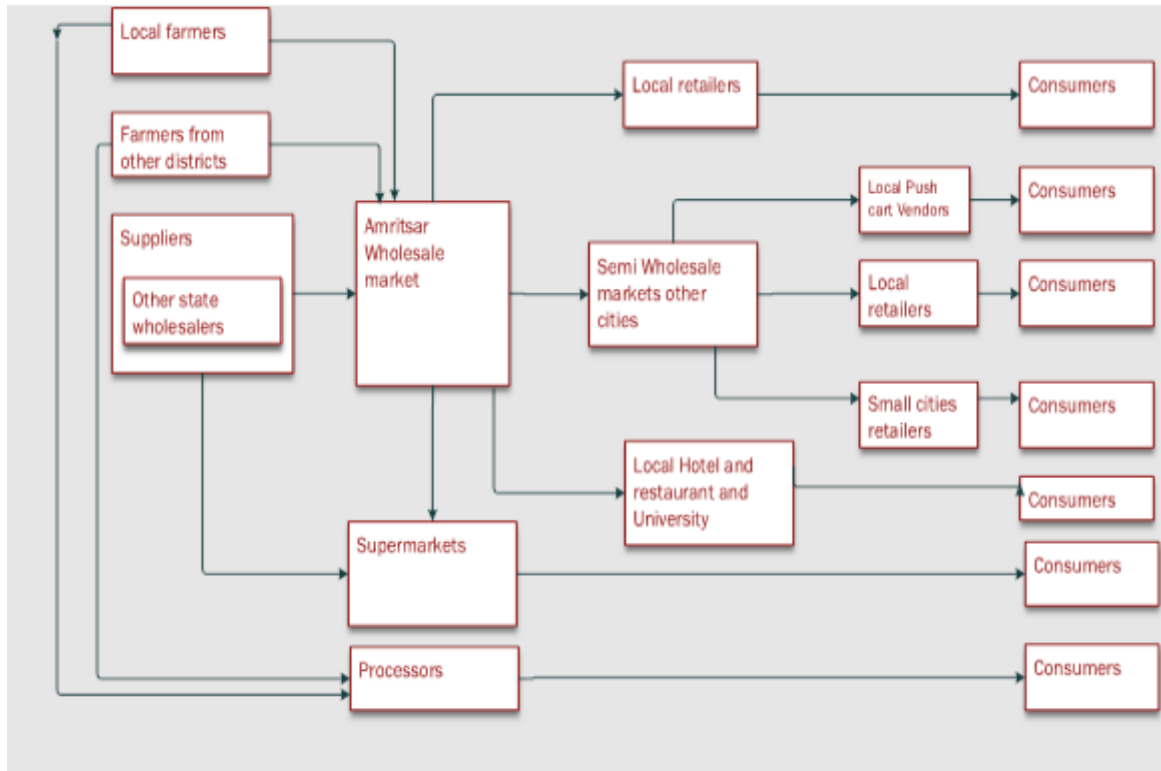 Local farmers
Farmers from
other districts
Suppliers
Other state
wholesalers
Amritsar
Wholesale
market
Local retailers
Consumers
Local Push
cart Vendors
Consumers
Semi Wholesale
markets other
cities
Local
retailers
Consumers
Small cities
retailers
Consumers
Local Hotel and
restaurant and
University
Consumers
Supermarkets
Consumers
Processors
Consumers